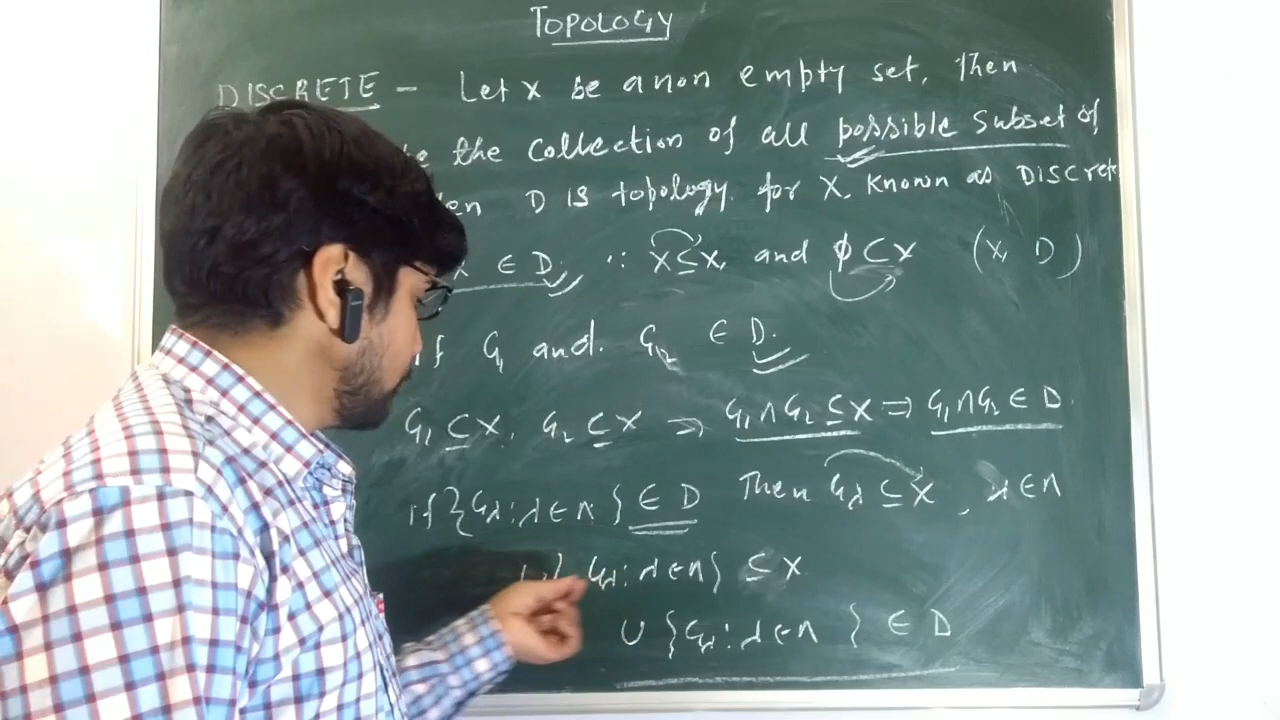 TOPOLOGY
DISCRETE - Let X be a non empty set, Then
the collection of all possible subset of
D is topology for X, known as DISCRETE
X ∈ D ∵ X ⊆ X, and ϕ ⊂ X (X, D)
if G₁ and G₂ ∈ D.
G₁ ⊆ X, G₂ ⊆ X ⇒ G₁∩G₂ ⊆ X ⇒ G₁∩G₂ ∈ D
if {Gλ : λ ∈ Λ} ∈ D Then Gλ ⊆ X, λ ∈ Λ
Gλ : λ ∈ Λ} ⊆ X
∪ {Gλ : λ ∈ Λ} ∈ D